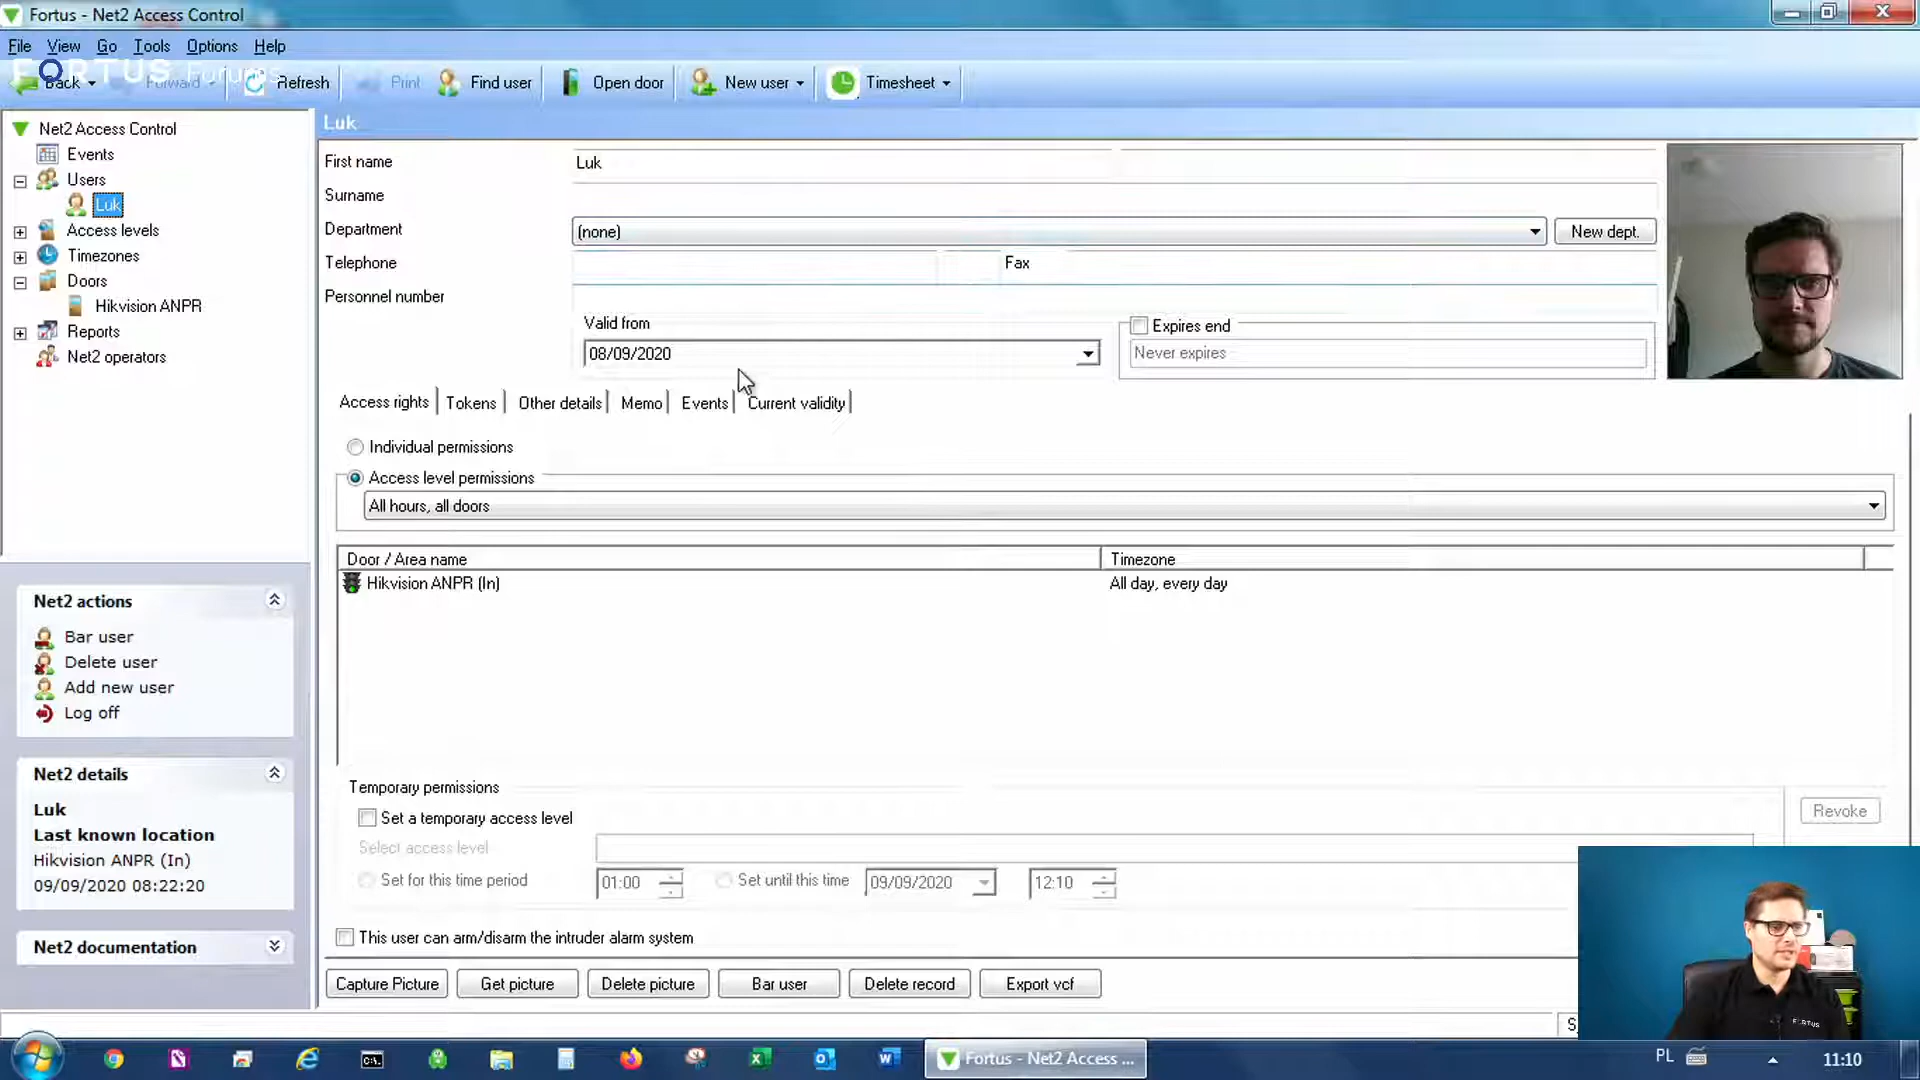 Fortus - Net2 Access Control
File View Go Tools Options Help
FORTUS Forums
Back Forward Refresh Print Find user Open door New user Timesheet
Net2 Access Control
Events
Users
Luk
Access levels
Timezones
Doors
Hikvision ANPR
Reports
Net2 operators
Net2 actions
Bar user
Delete user
Add new user
Log off
Net2 details
Luk
Last known location
Hikvision ANPR (In)
09/09/2020 08:22:20
Net2 documentation
Luk
First name Luk
Surname
Department (none) New dept.
Telephone Fax
Personnel number
Valid from Expires end
08/09/2020 Never expires
Access rights Tokens Other details Memo Events Current validity
Individual permissions
Access level permissions
All hours, all doors
Door / Area name Timezone
Hikvision ANPR (In) All day, every day
Temporary permissions
Set a temporary access level Revoke
Select access level
Set for this time period 01:00 Set until this time 09/09/2020 12:10
This user can arm/disarm the intruder alarm system
Capture Picture Get picture Delete picture Bar user Delete record Export vcf
FORTUS
Fortus - Net2 Access ... PL 11:10